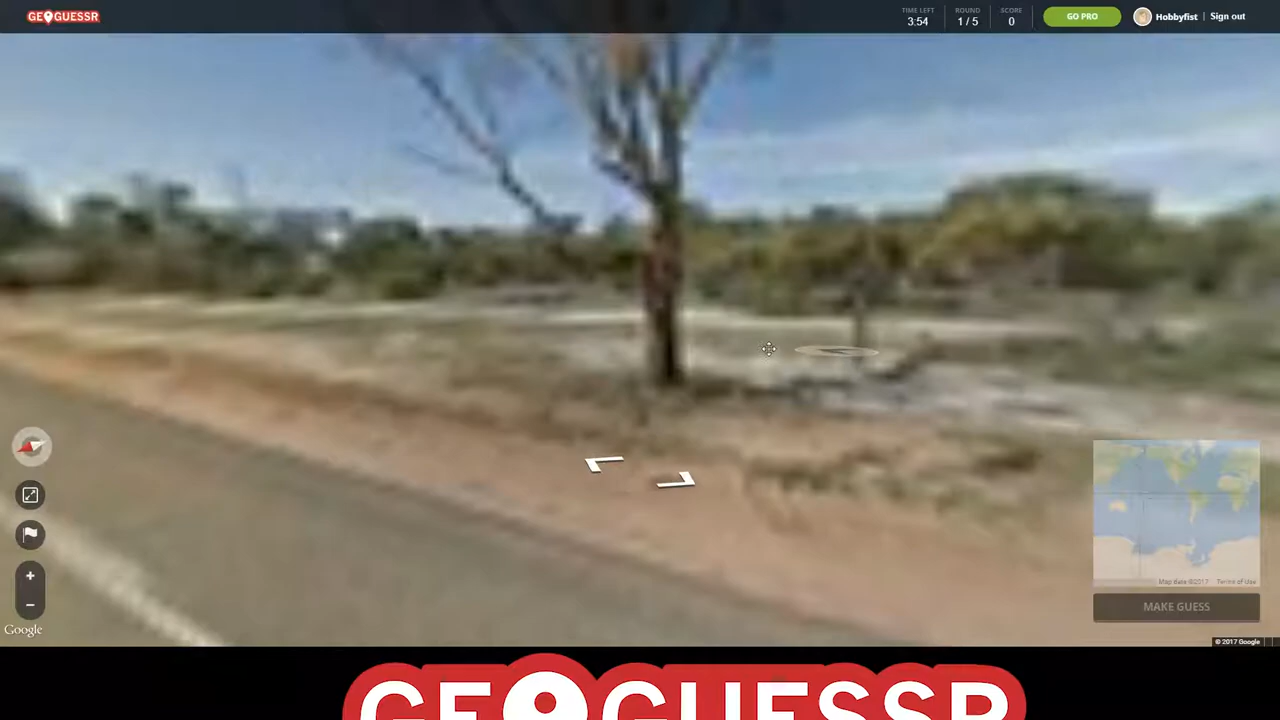 GEOGUESSR
TIME LEFT
3:54
ROUND
1 / 5
SCORE
0
GO PRO
Hobbyfist | Sign out
Map data ©2017 Terms of Use
MAKE GUESS
Google
© 2017 Google
GEOGUESSR